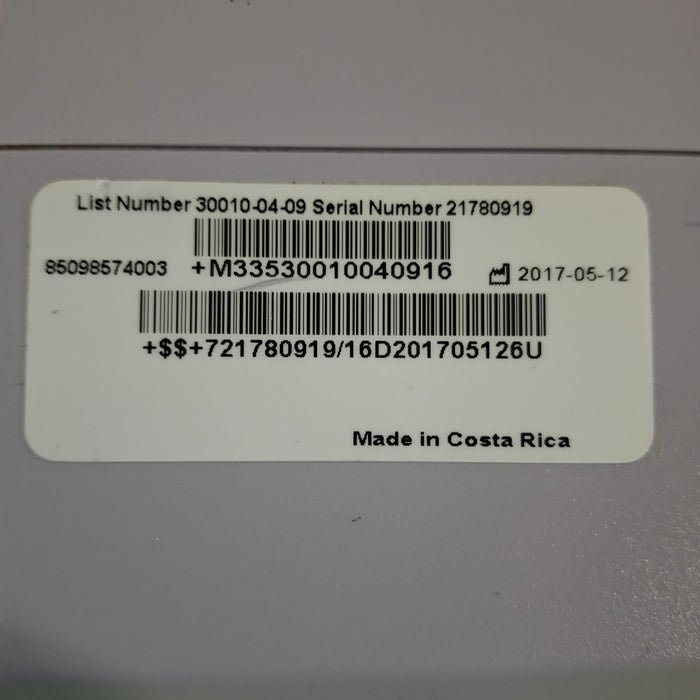 List Number 30010-04-09 Serial Number 21780919
85098574003 +M33530010040916 2017-05-12
+$$+721780919/16D201705126U
Made in Costa Rica